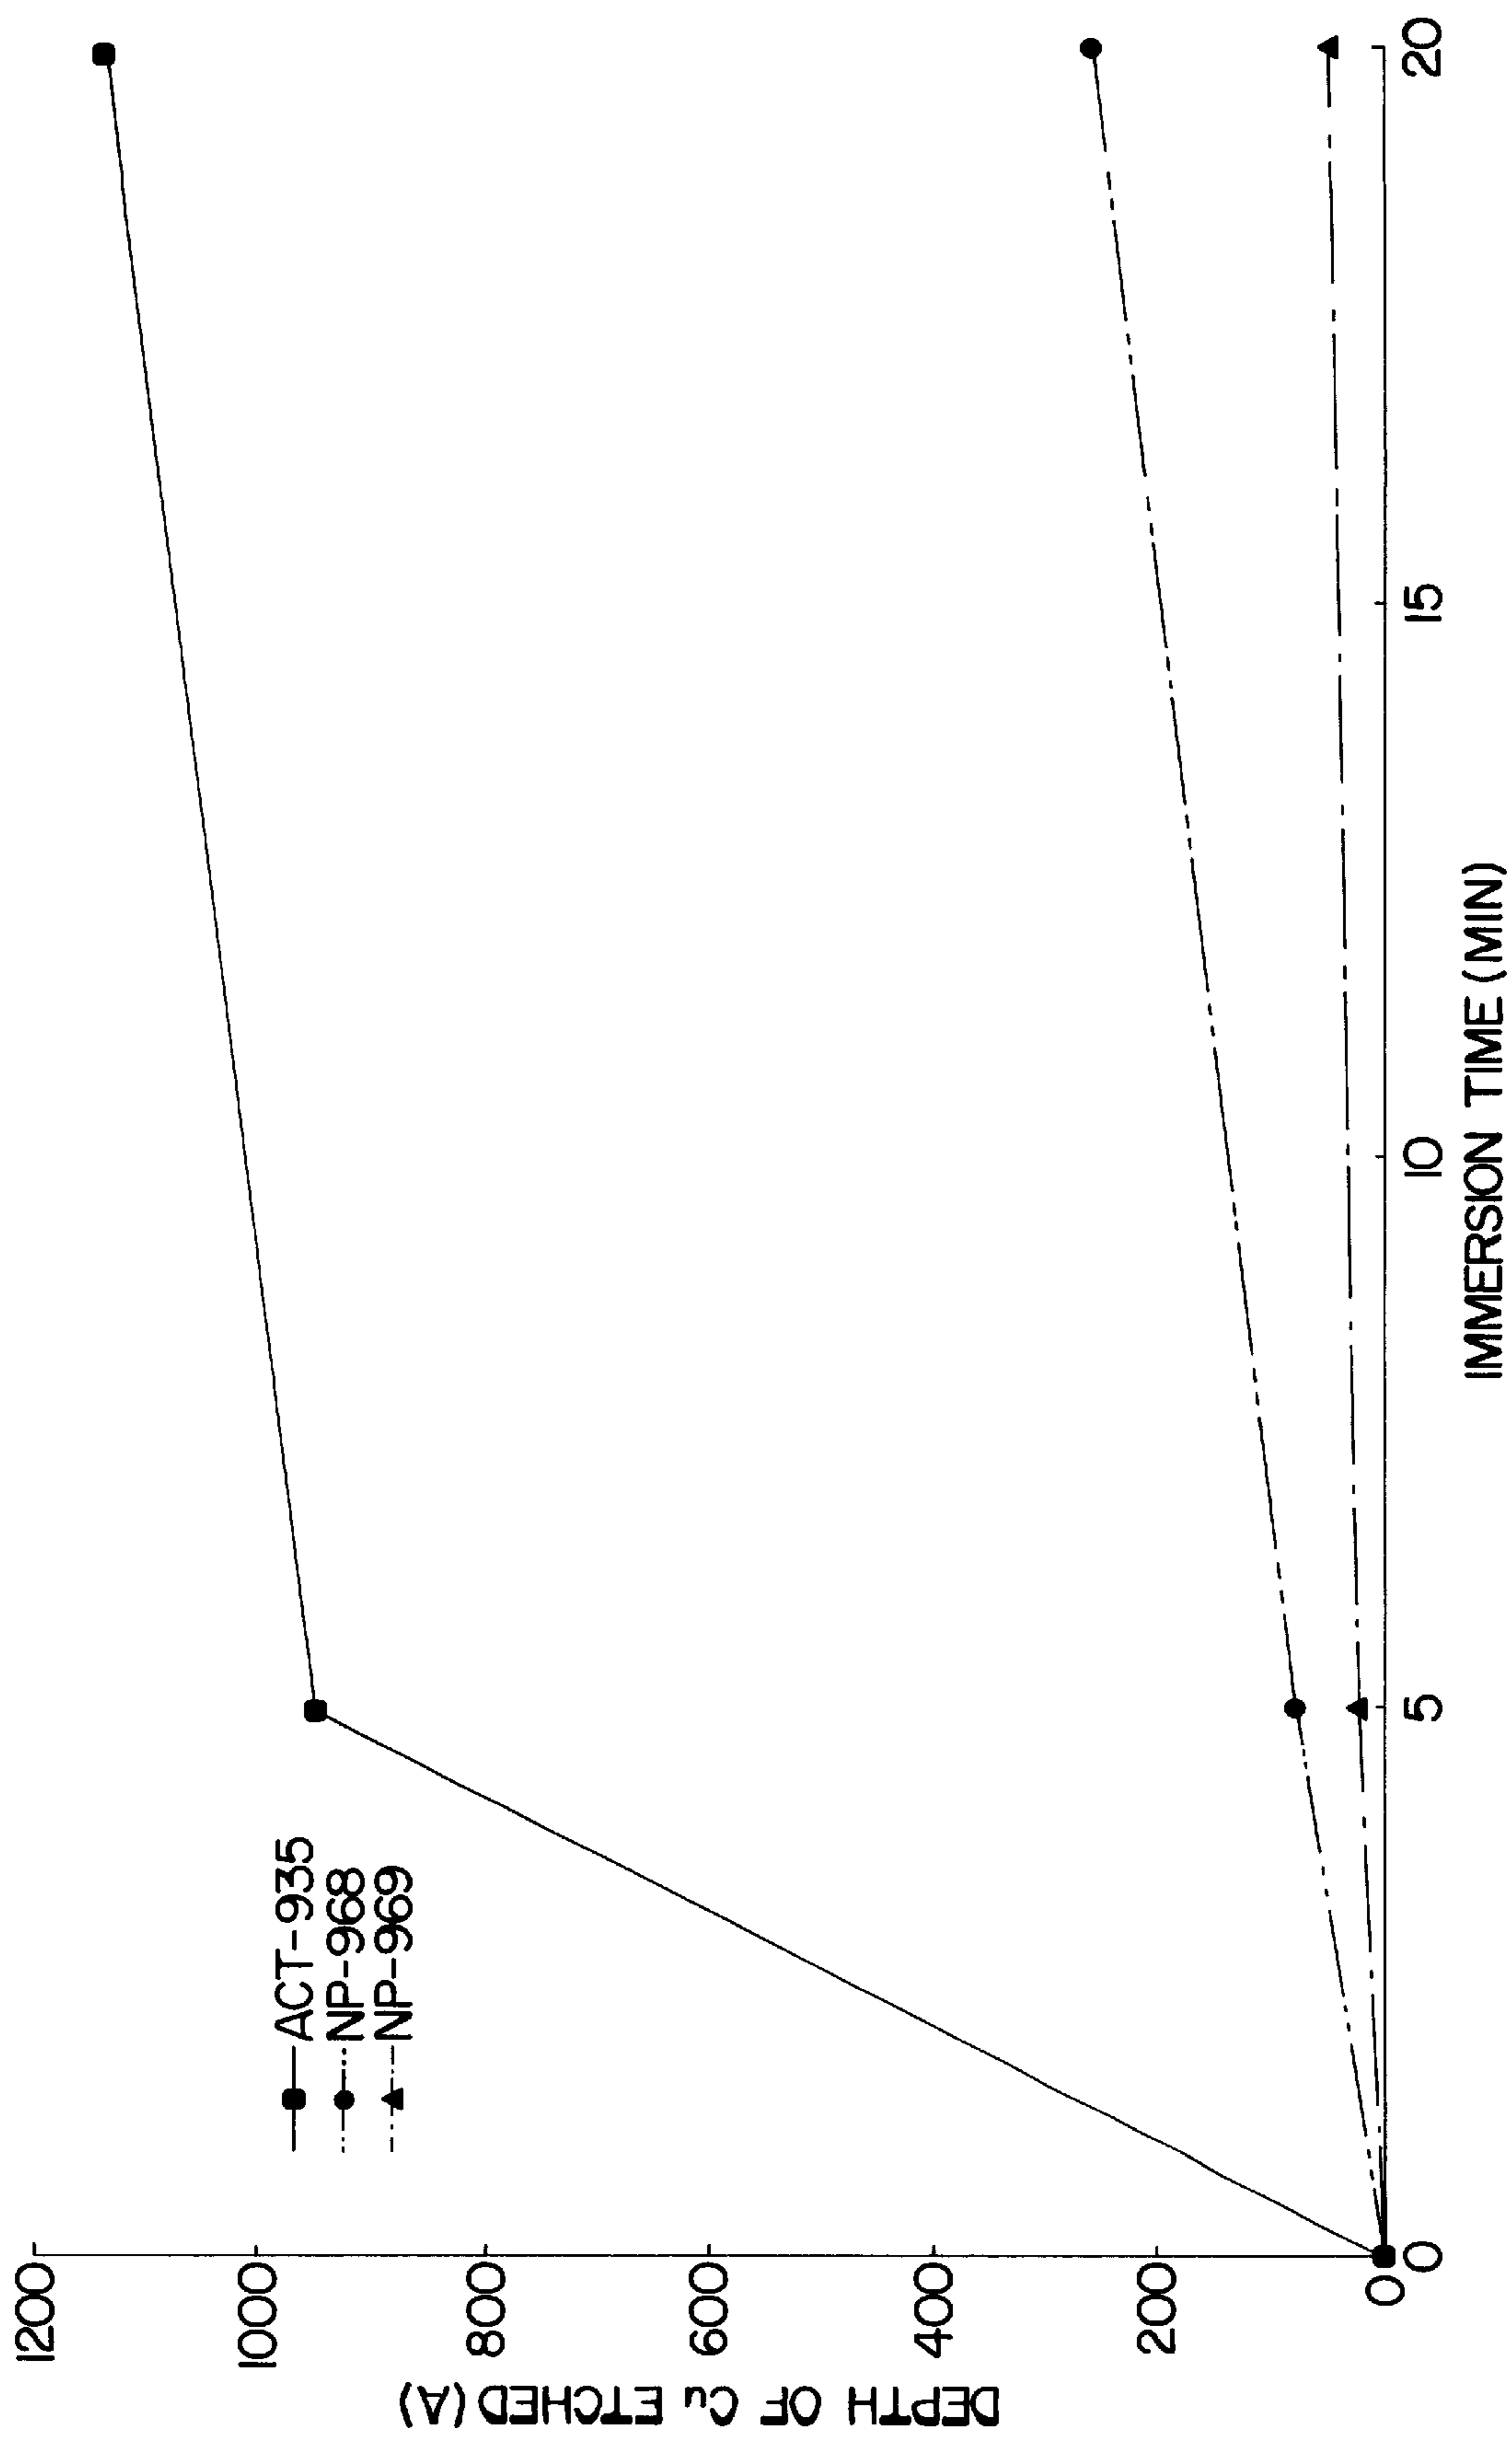 DEPTH OF Cu ETCHED (A)
1200
1000
800
600
400
200
0
ACT-935
NP-968
NP-969
0
5
10
15
20
IMMERSION TIME (MIN)